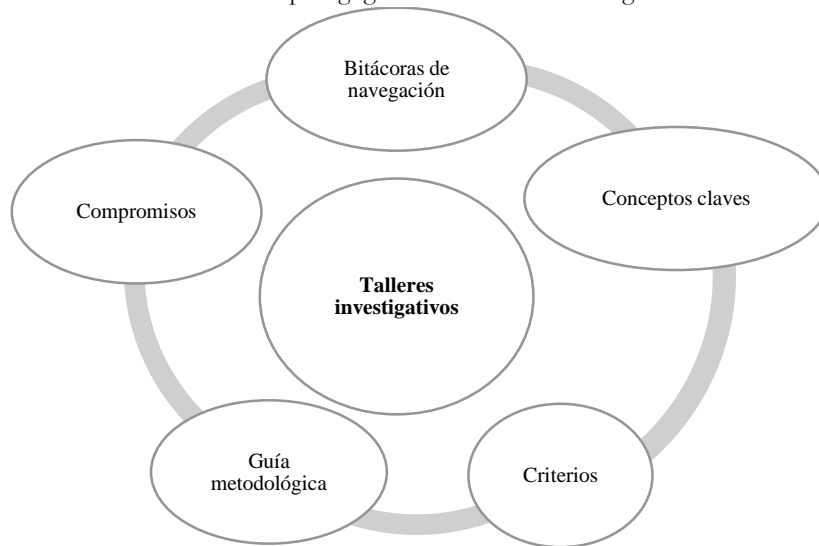 Bitácoras de
navegación
Conceptos claves
Compromisos
Talleres
investigativos
Guía
metodológica
Criterios